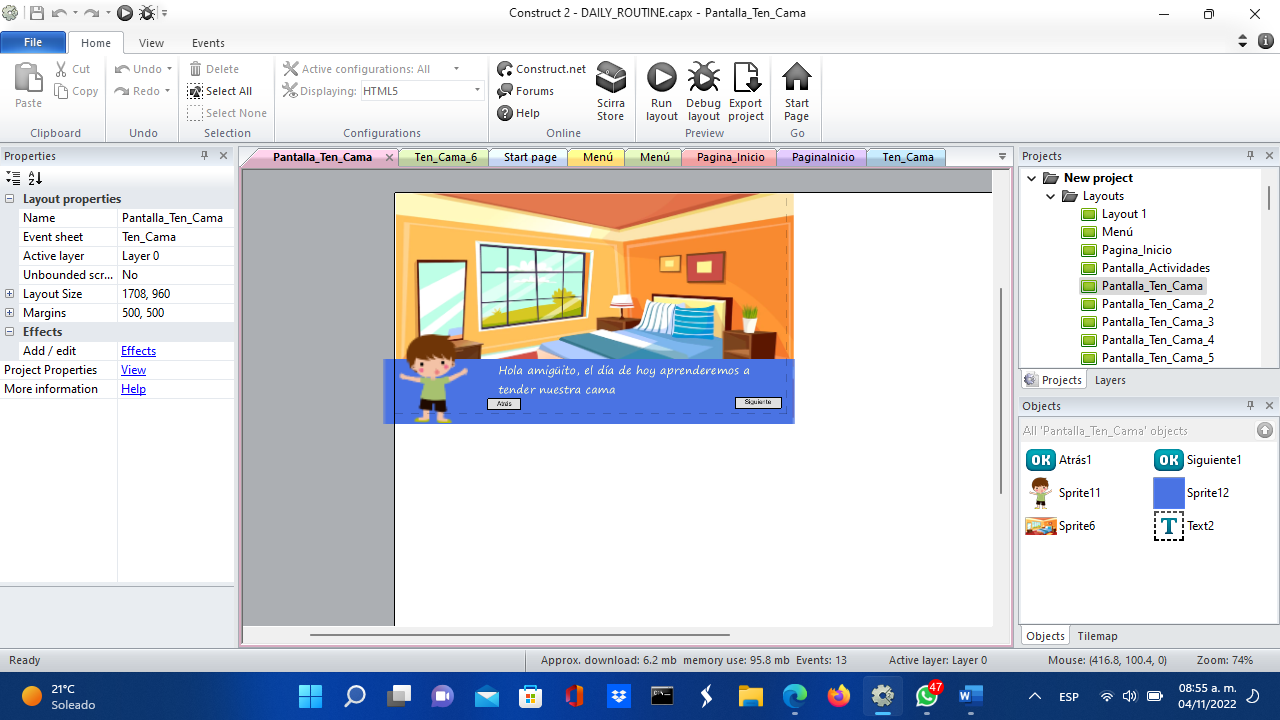 Construct 2 - DAILY_ROUTINE.capx - Pantalla_Ten_Cama
File Home View Events
Paste
Cut
Copy
Clipboard
Undo
Redo
Undo
Delete
Select All
Select None
Selection
Active configurations: All
Displaying: HTML5
Configurations
Construct.net
Forums
Help
Scirra Store
Online
Run layout
Debug layout
Export project
Preview
Start Page
Go
Properties
Layout properties
Name Pantalla_Ten_Cama
Event sheet Ten_Cama
Active layer Layer 0
Unbounded scr... No
Layout Size 1708, 960
Margins 500, 500
Effects
Add / edit Effects
Project Properties View
More information Help
Pantalla_Ten_Cama Ten_Cama_6 Start page Menú Menú Pagina_Inicio PaginaInicio Ten_Cama
Hola amigüito, el día de hoy aprenderemos a
tender nuestra cama
Atrás Siguiente
Projects
New project
Layouts
Layout 1
Menú
Pagina_Inicio
Pantalla_Actividades
Pantalla_Ten_Cama
Pantalla_Ten_Cama_2
Pantalla_Ten_Cama_3
Pantalla_Ten_Cama_4
Pantalla_Ten_Cama_5
Projects Layers
Objects
All 'Pantalla_Ten_Cama' objects
OK Atrás1 OK Siguiente1
Sprite11 Sprite12
Sprite6 T Text2
Objects Tilemap
Ready Approx. download: 6.2 mb memory use: 95.8 mb Events: 13 Active layer: Layer 0 Mouse: (416.8, 100.4, 0) Zoom: 74%
21°C
Soleado
47
ESP
08:55 a. m.
04/11/2022